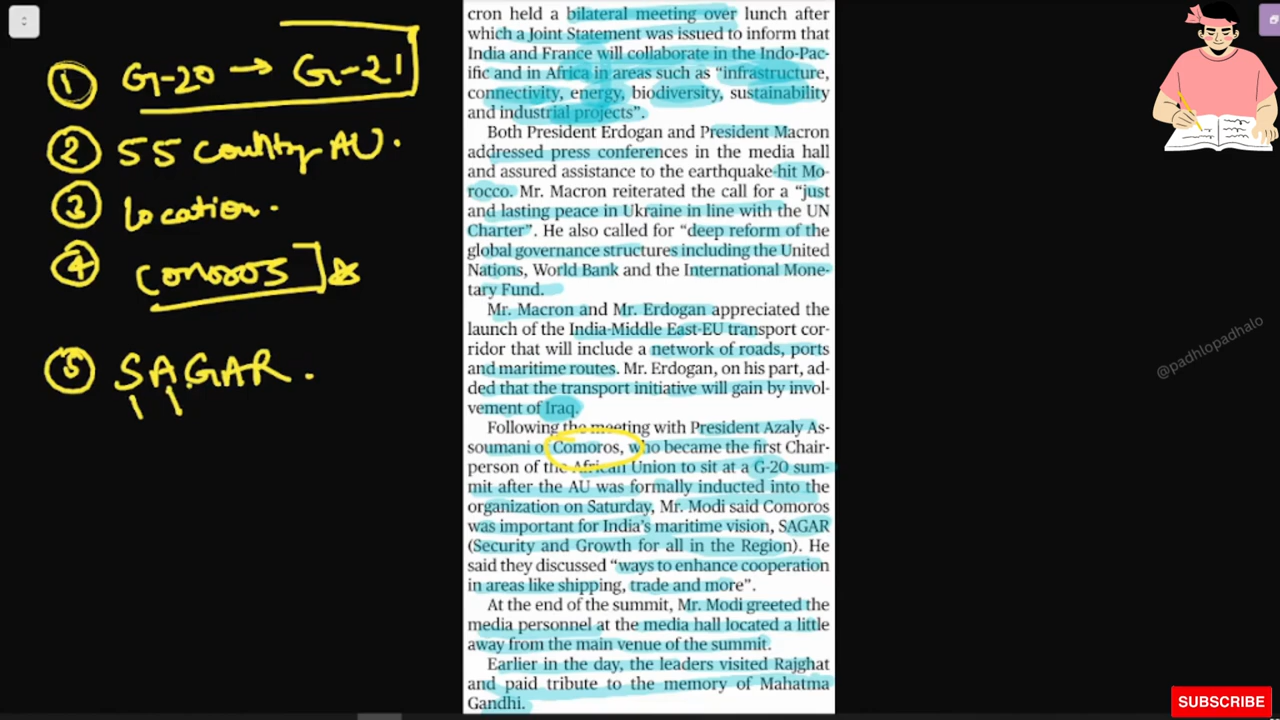 ① G-20 → G-21
② 55 country AU.
③ Location.
④ Comoros
⑤ SAGAR.
cron held a bilateral meeting over lunch after
which a Joint Statement was issued to inform that
India and France will collaborate in the Indo-Pac-
ific and in Africa in areas such as “infrastructure,
connectivity, energy, biodiversity, sustainability
and industrial projects”.
Both President Erdogan and President Macron
addressed press conferences in the media hall
and assured assistance to the earthquake-hit Mo-
rocco. Mr. Macron reiterated the call for a “just
and lasting peace in Ukraine in line with the UN
Charter”. He also called for “deep reform of the
global governance structures including the United
Nations, World Bank and the International Mone-
tary Fund.
Mr. Macron and Mr. Erdogan appreciated the
launch of the India-Middle East-EU transport cor-
ridor that will include a network of roads, ports
and maritime routes. Mr. Erdogan, on his part, ad-
ded that the transport initiative will gain by invol-
vement of Iraq.
Following the meeting with President Azaly As-
soumani of Comoros, who became the first Chair-
person of the African Union to sit at a G-20 sum-
mit after the AU was formally inducted into the
organization on Saturday, Mr. Modi said Comoros
was important for India’s maritime vision, SAGAR
(Security and Growth for all in the Region). He
said they discussed “ways to enhance cooperation
in areas like shipping, trade and more”.
At the end of the summit, Mr. Modi greeted the
media personnel at the media hall located a little
away from the main venue of the summit.
Earlier in the day, the leaders visited Rajghat
and paid tribute to the memory of Mahatma
Gandhi.
@padhlopadhalo
SUBSCRIBE